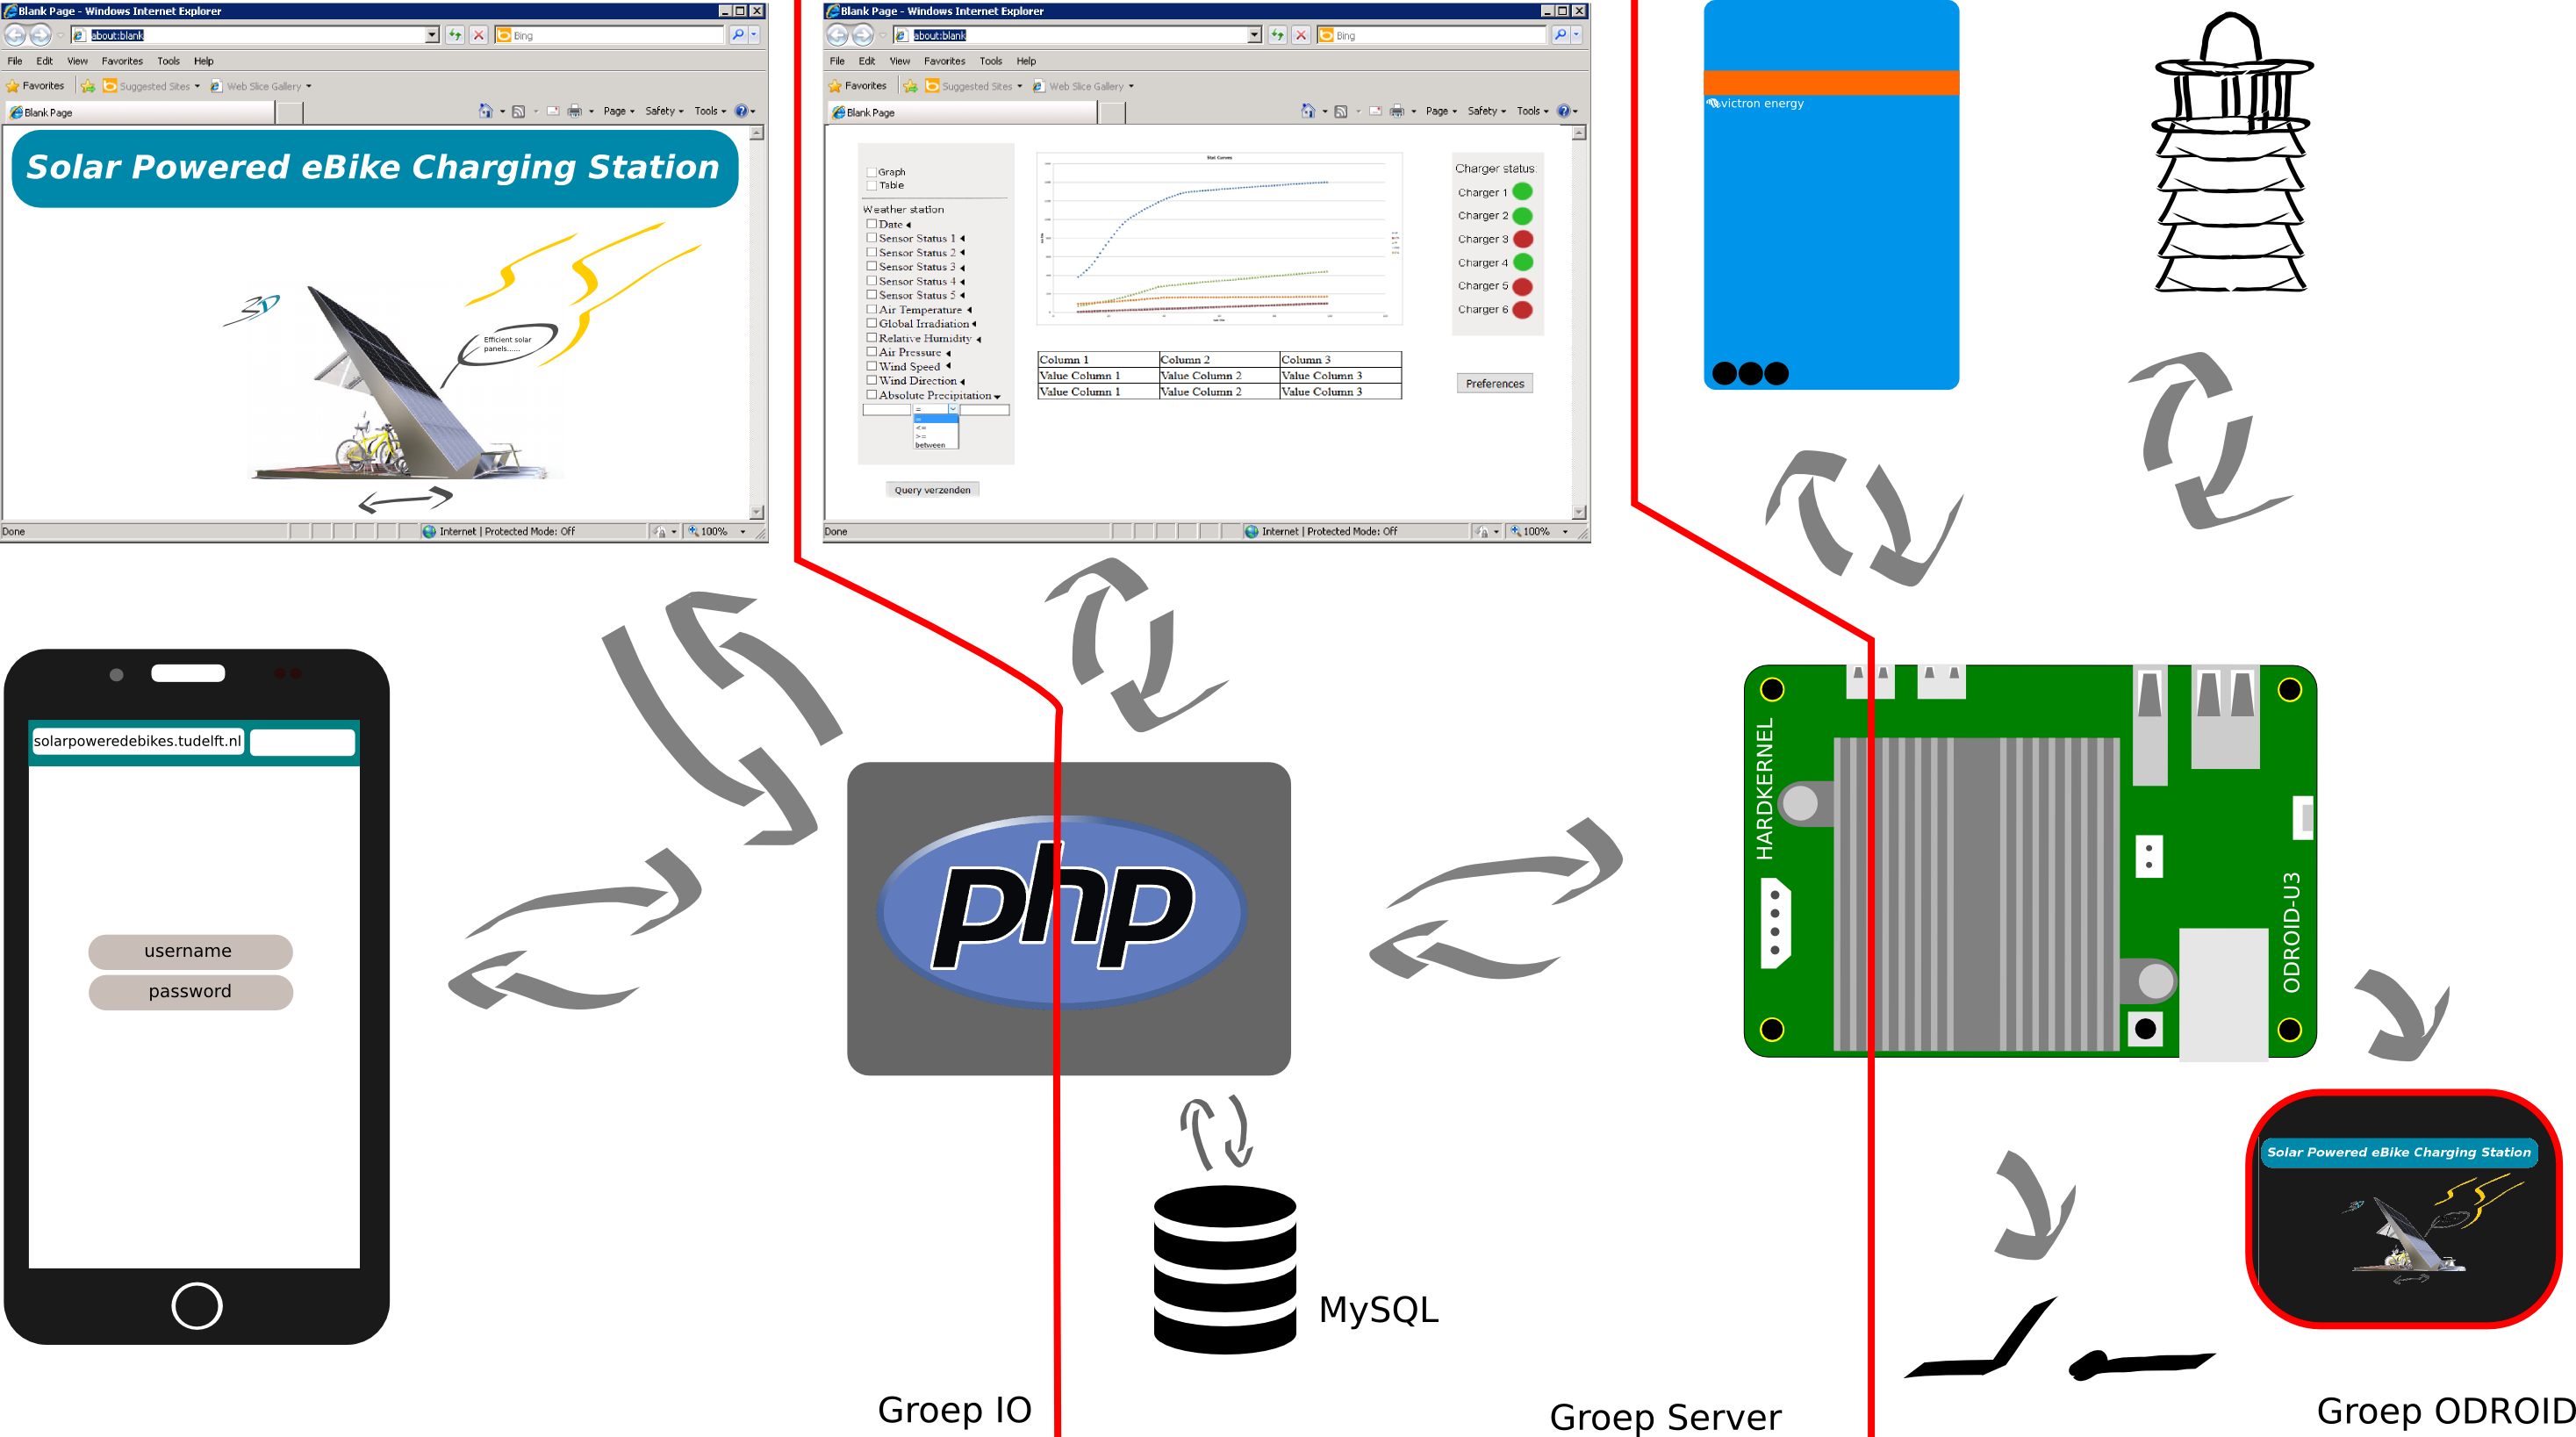 Blank Page - Windows Internet Explorer
about:blank
Bing
File Edit View Favorites Tools Help
Favorites Suggested Sites Web Slice Gallery
Blank Page
Page Safety Tools
Solar Powered eBike Charging Station
Efficient solar
panels......
Done
Internet | Protected Mode: Off
100%
Blank Page - Windows Internet Explorer
about:blank
Bing
File Edit View Favorites Tools Help
Favorites Suggested Sites Web Slice Gallery
Blank Page
Page Safety Tools
Graph
Table
Weather station
Date
Sensor Status 1
Sensor Status 2
Sensor Status 3
Sensor Status 4
Sensor Status 5
Air Temperature
Global Irradiation
Relative Humidity
Air Pressure
Wind Speed
Wind Direction
Absolute Precipitation
=
=
<=
>=
between
Query verzenden
Stat Curves
Column 1 Column 2 Column 3
Value Column 1 Value Column 2 Value Column 3
Value Column 1 Value Column 2 Value Column 3
Charger status:
Charger 1
Charger 2
Charger 3
Charger 4
Charger 5
Charger 6
Preferences
Done
Internet | Protected Mode: Off
100%
victron energy
solarpoweredebikes.tudelft.nl
username
password
php
HARDKERNEL
ODROID-U3
MySQL
Solar Powered eBike Charging Station
Groep IO
Groep Server
Groep ODROID